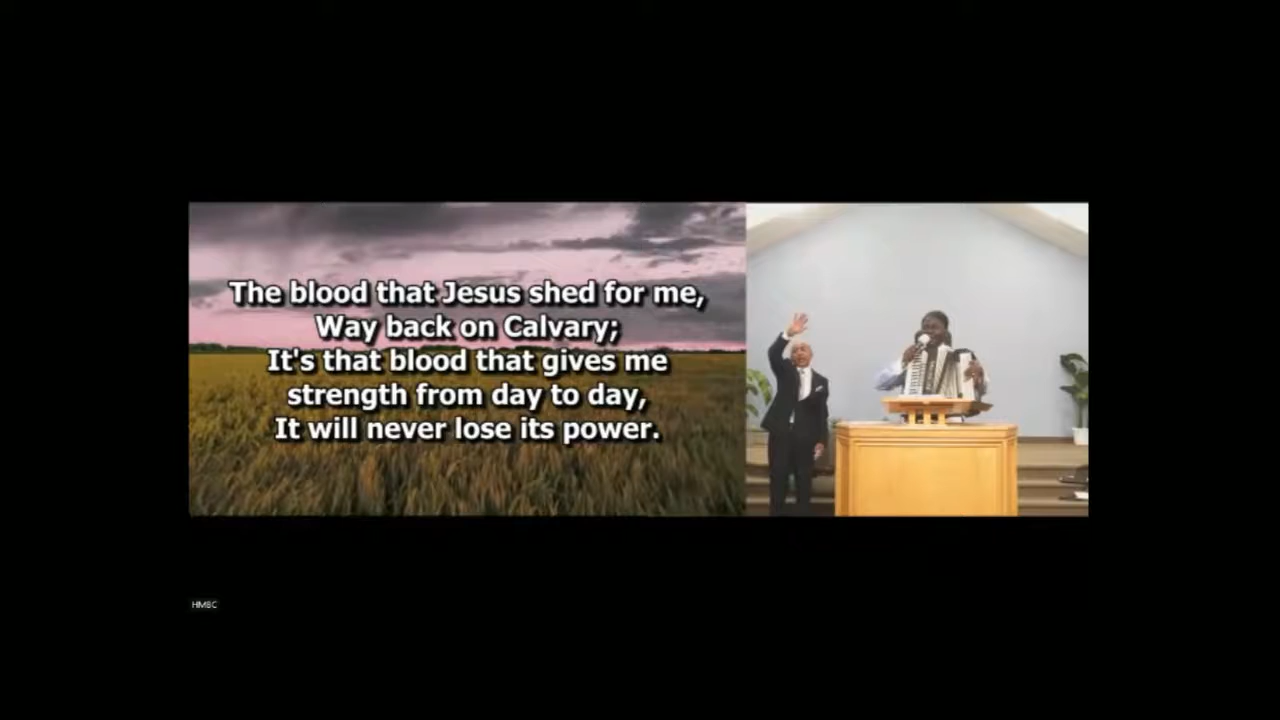 The blood that Jesus shed for me,
Way back on Calvary;
It's that blood that gives me
strength from day to day,
It will never lose its power.
HMBC